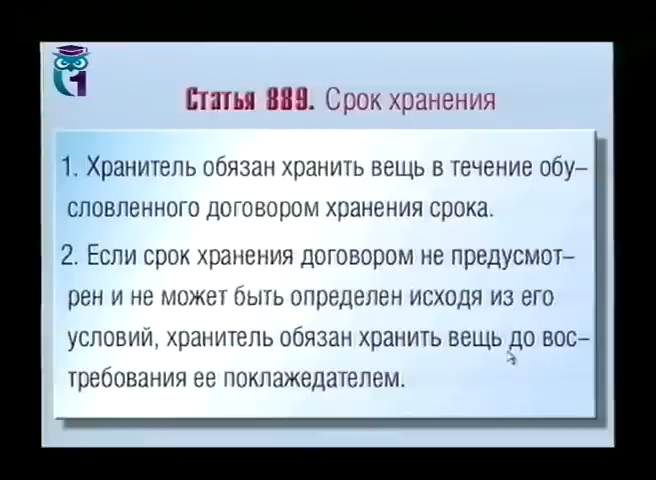 1
Статья 889. Срок хранения
1. Хранитель обязан хранить вещь в течение обу–
словленного договором хранения срока.
2. Если срок хранения договором не предусмот–
рен и не может быть определен исходя из его
условий, хранитель обязан хранить вещь до вос–
требования ее поклажедателем.